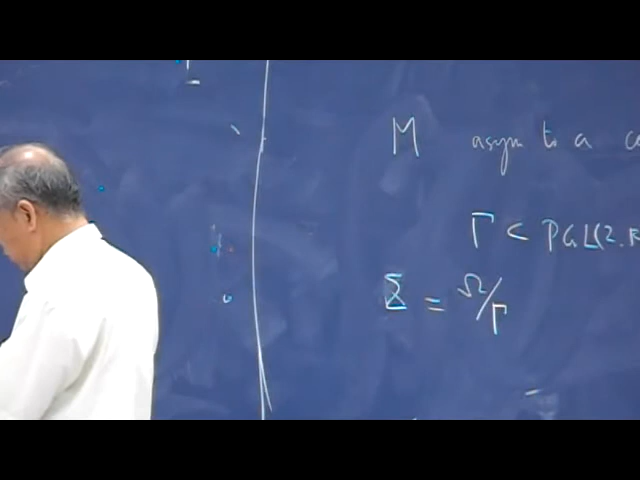 M asym to a
Γ ⊂ PGL(2, R
Σ = Ω/Γ